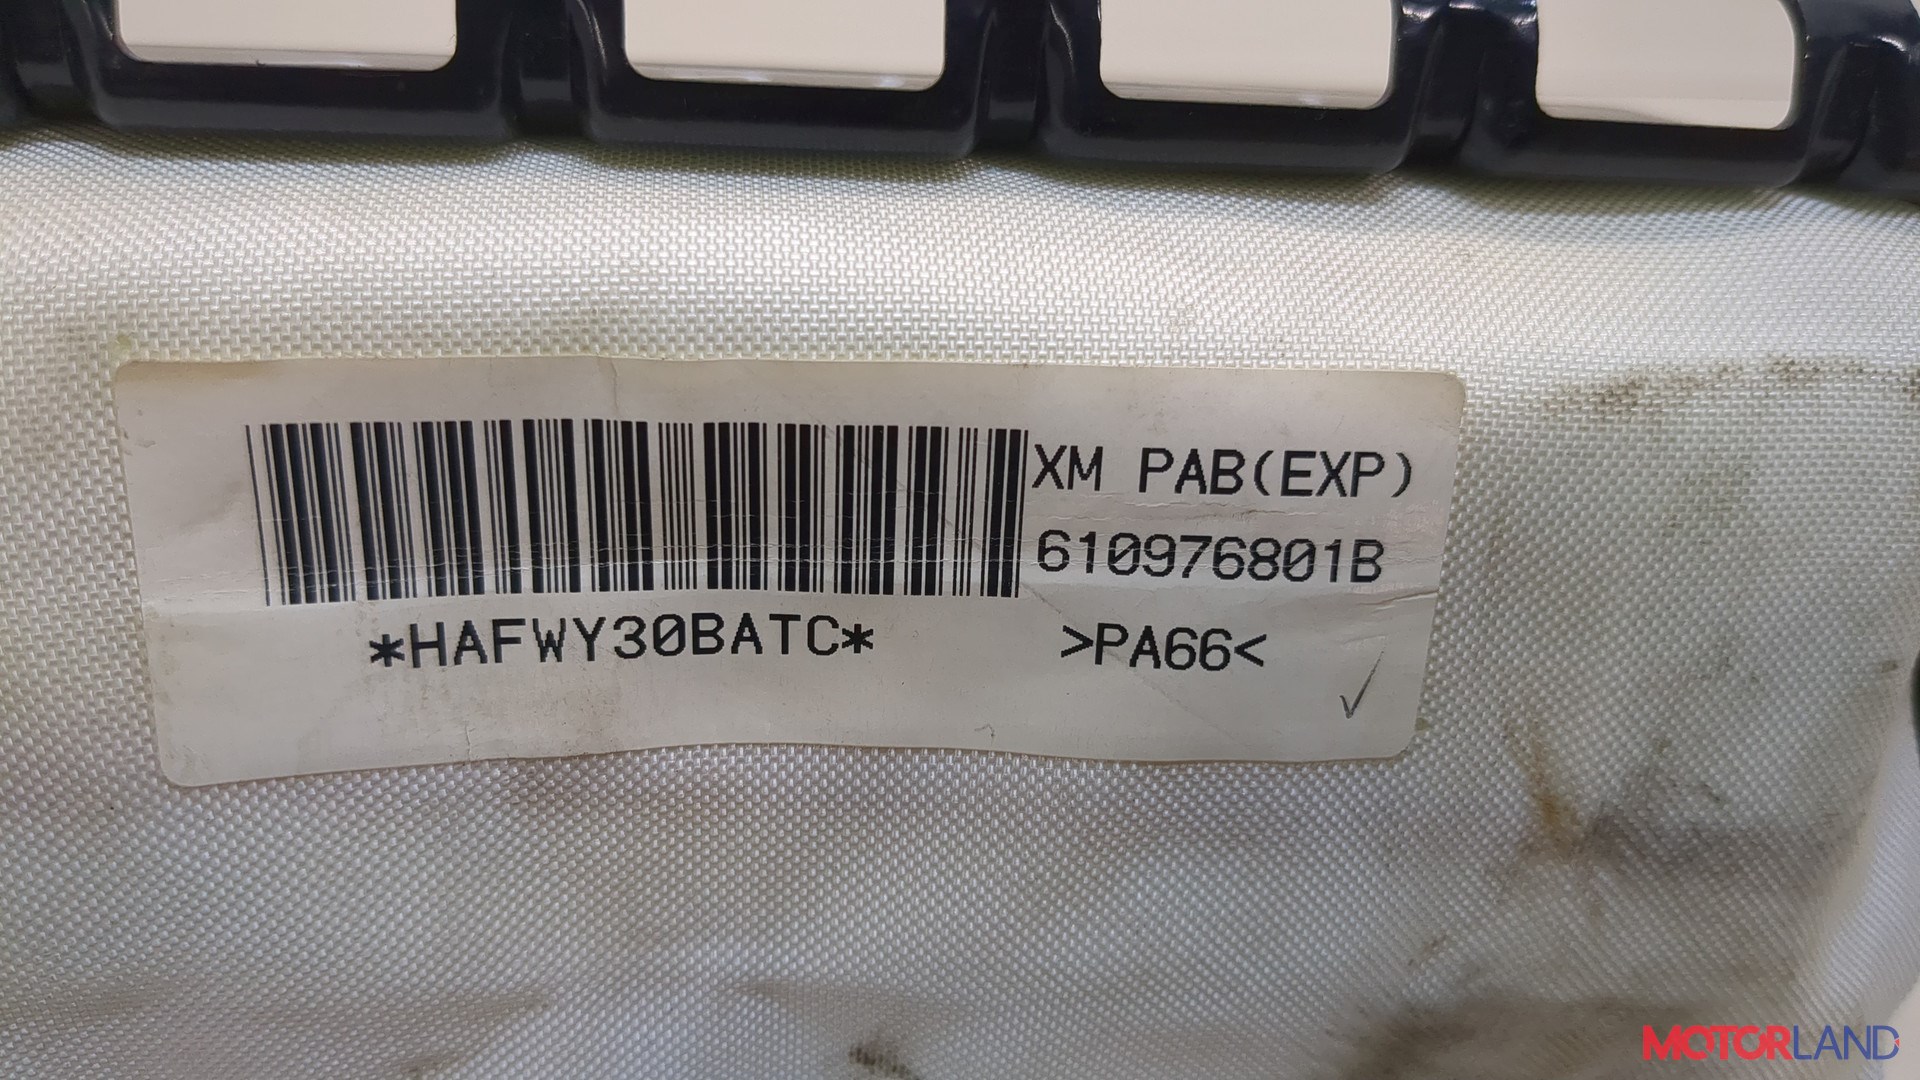 XM PAB(EXP)
610976801B
*HAFWY30BATC*
>PA66<
MOTORLAND